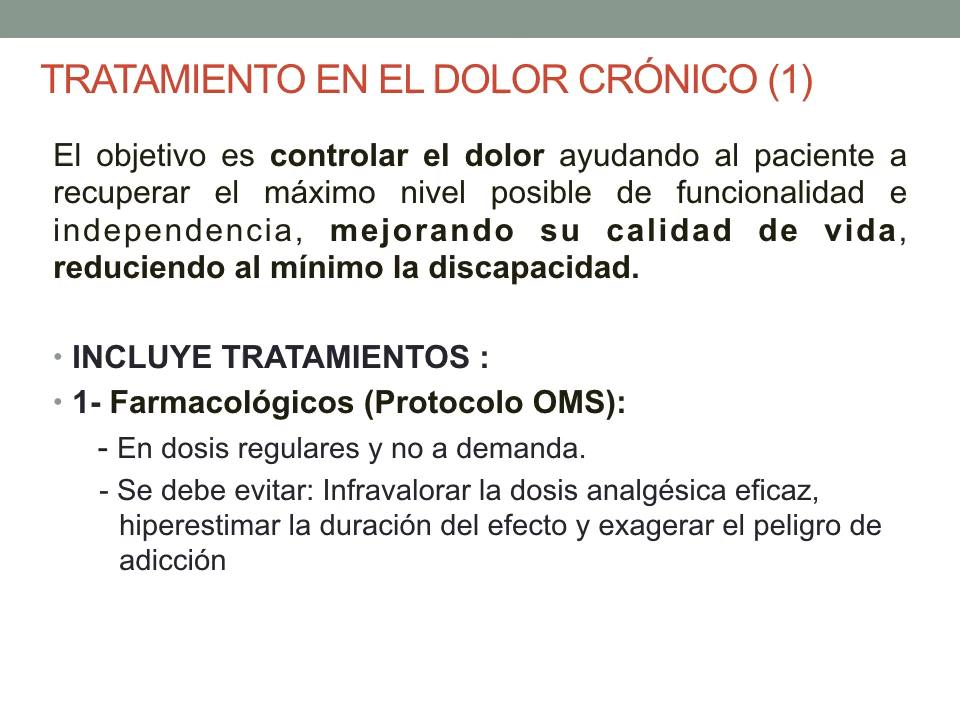 TRATAMIENTO EN EL DOLOR CRÓNICO (1)
El objetivo es controlar el dolor ayudando al paciente a
recuperar el máximo nivel posible de funcionalidad e
independencia, mejorando su calidad de vida,
reduciendo al mínimo la discapacidad.
• INCLUYE TRATAMIENTOS :
• 1- Farmacológicos (Protocolo OMS):
- En dosis regulares y no a demanda.
- Se debe evitar: Infravalorar la dosis analgésica eficaz,
hiperestimar la duración del efecto y exagerar el peligro de
adicción